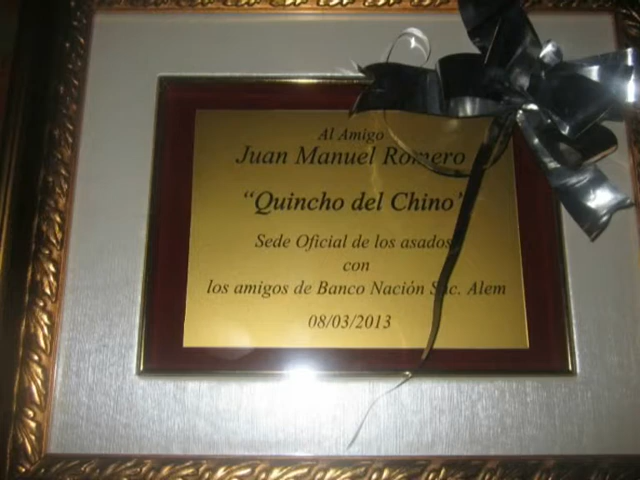 Al Amigo
Juan Manuel Romero
“Quincho del Chino”
Sede Oficial de los asados
con
los amigos de Banco Nación Suc. Alem
08/03/2013